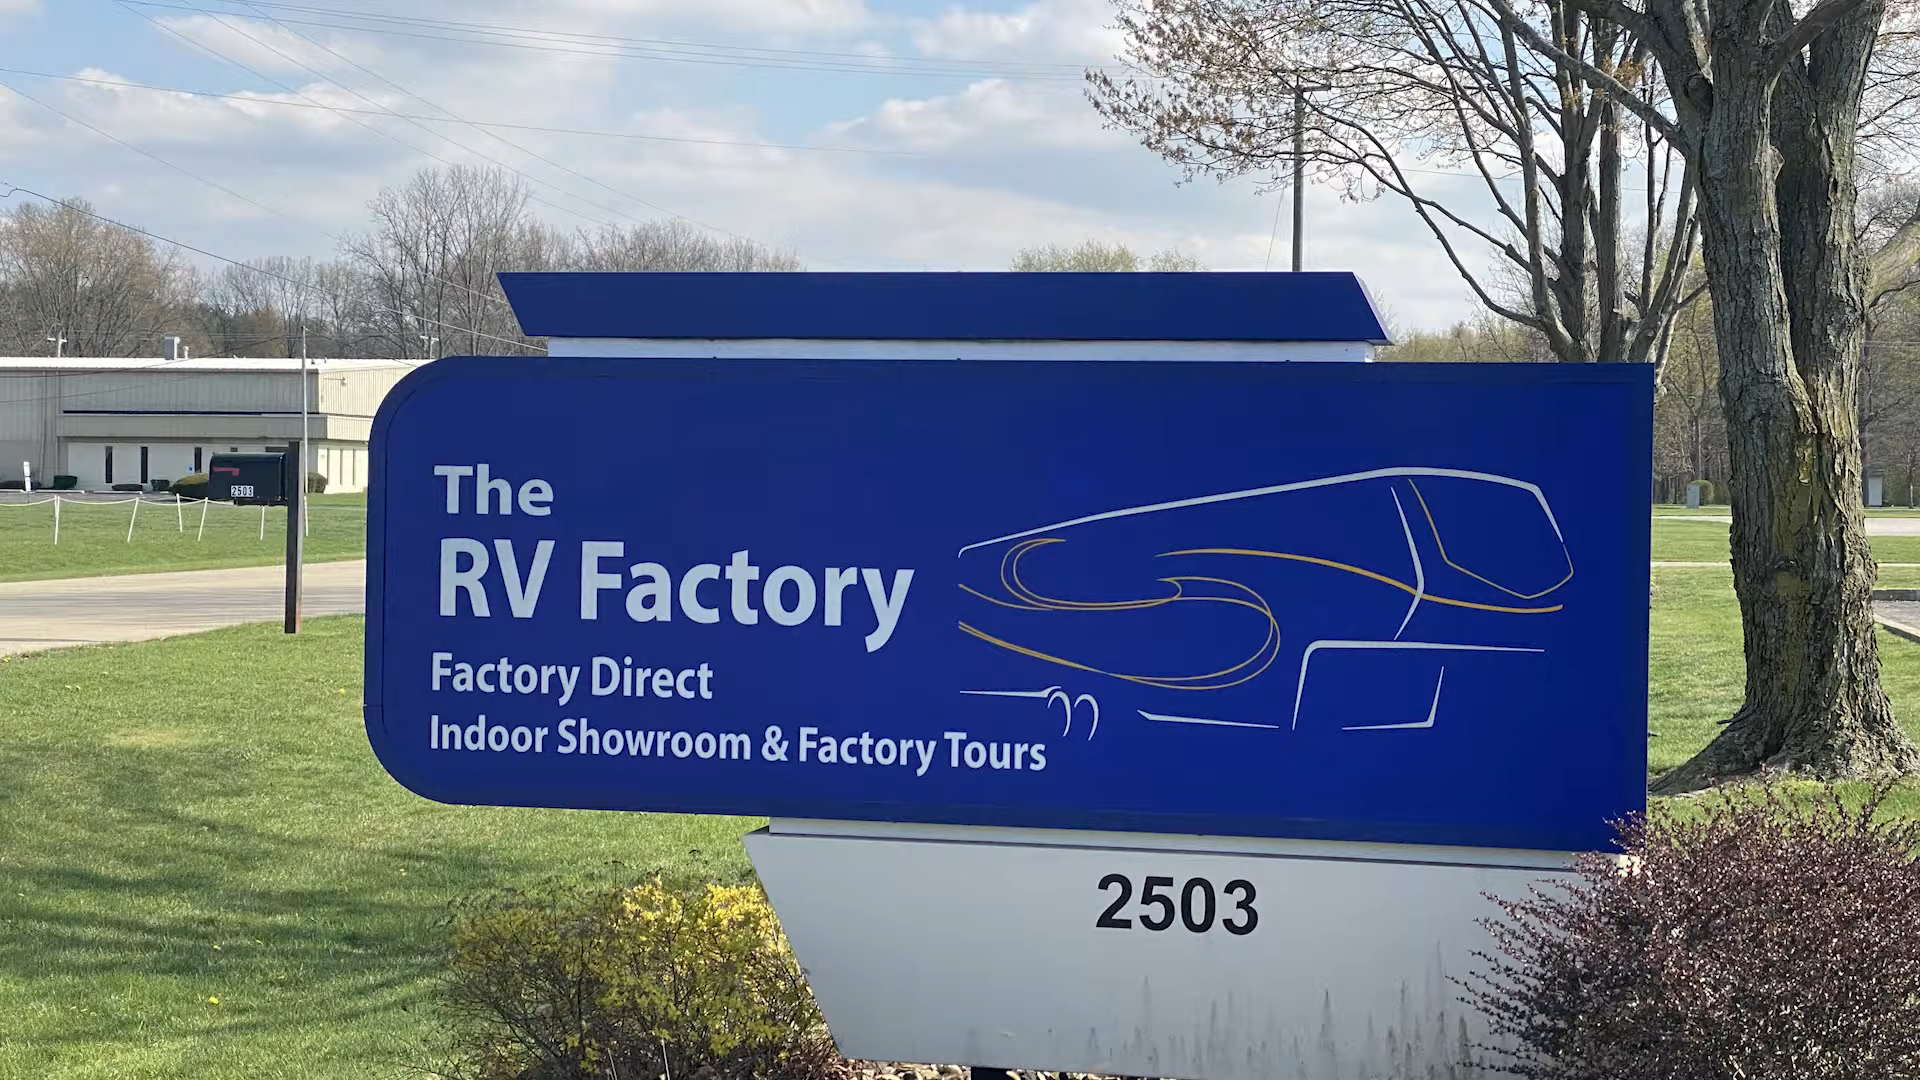 The
RV Factory
Factory Direct
Indoor Showroom & Factory Tours
2503
2503